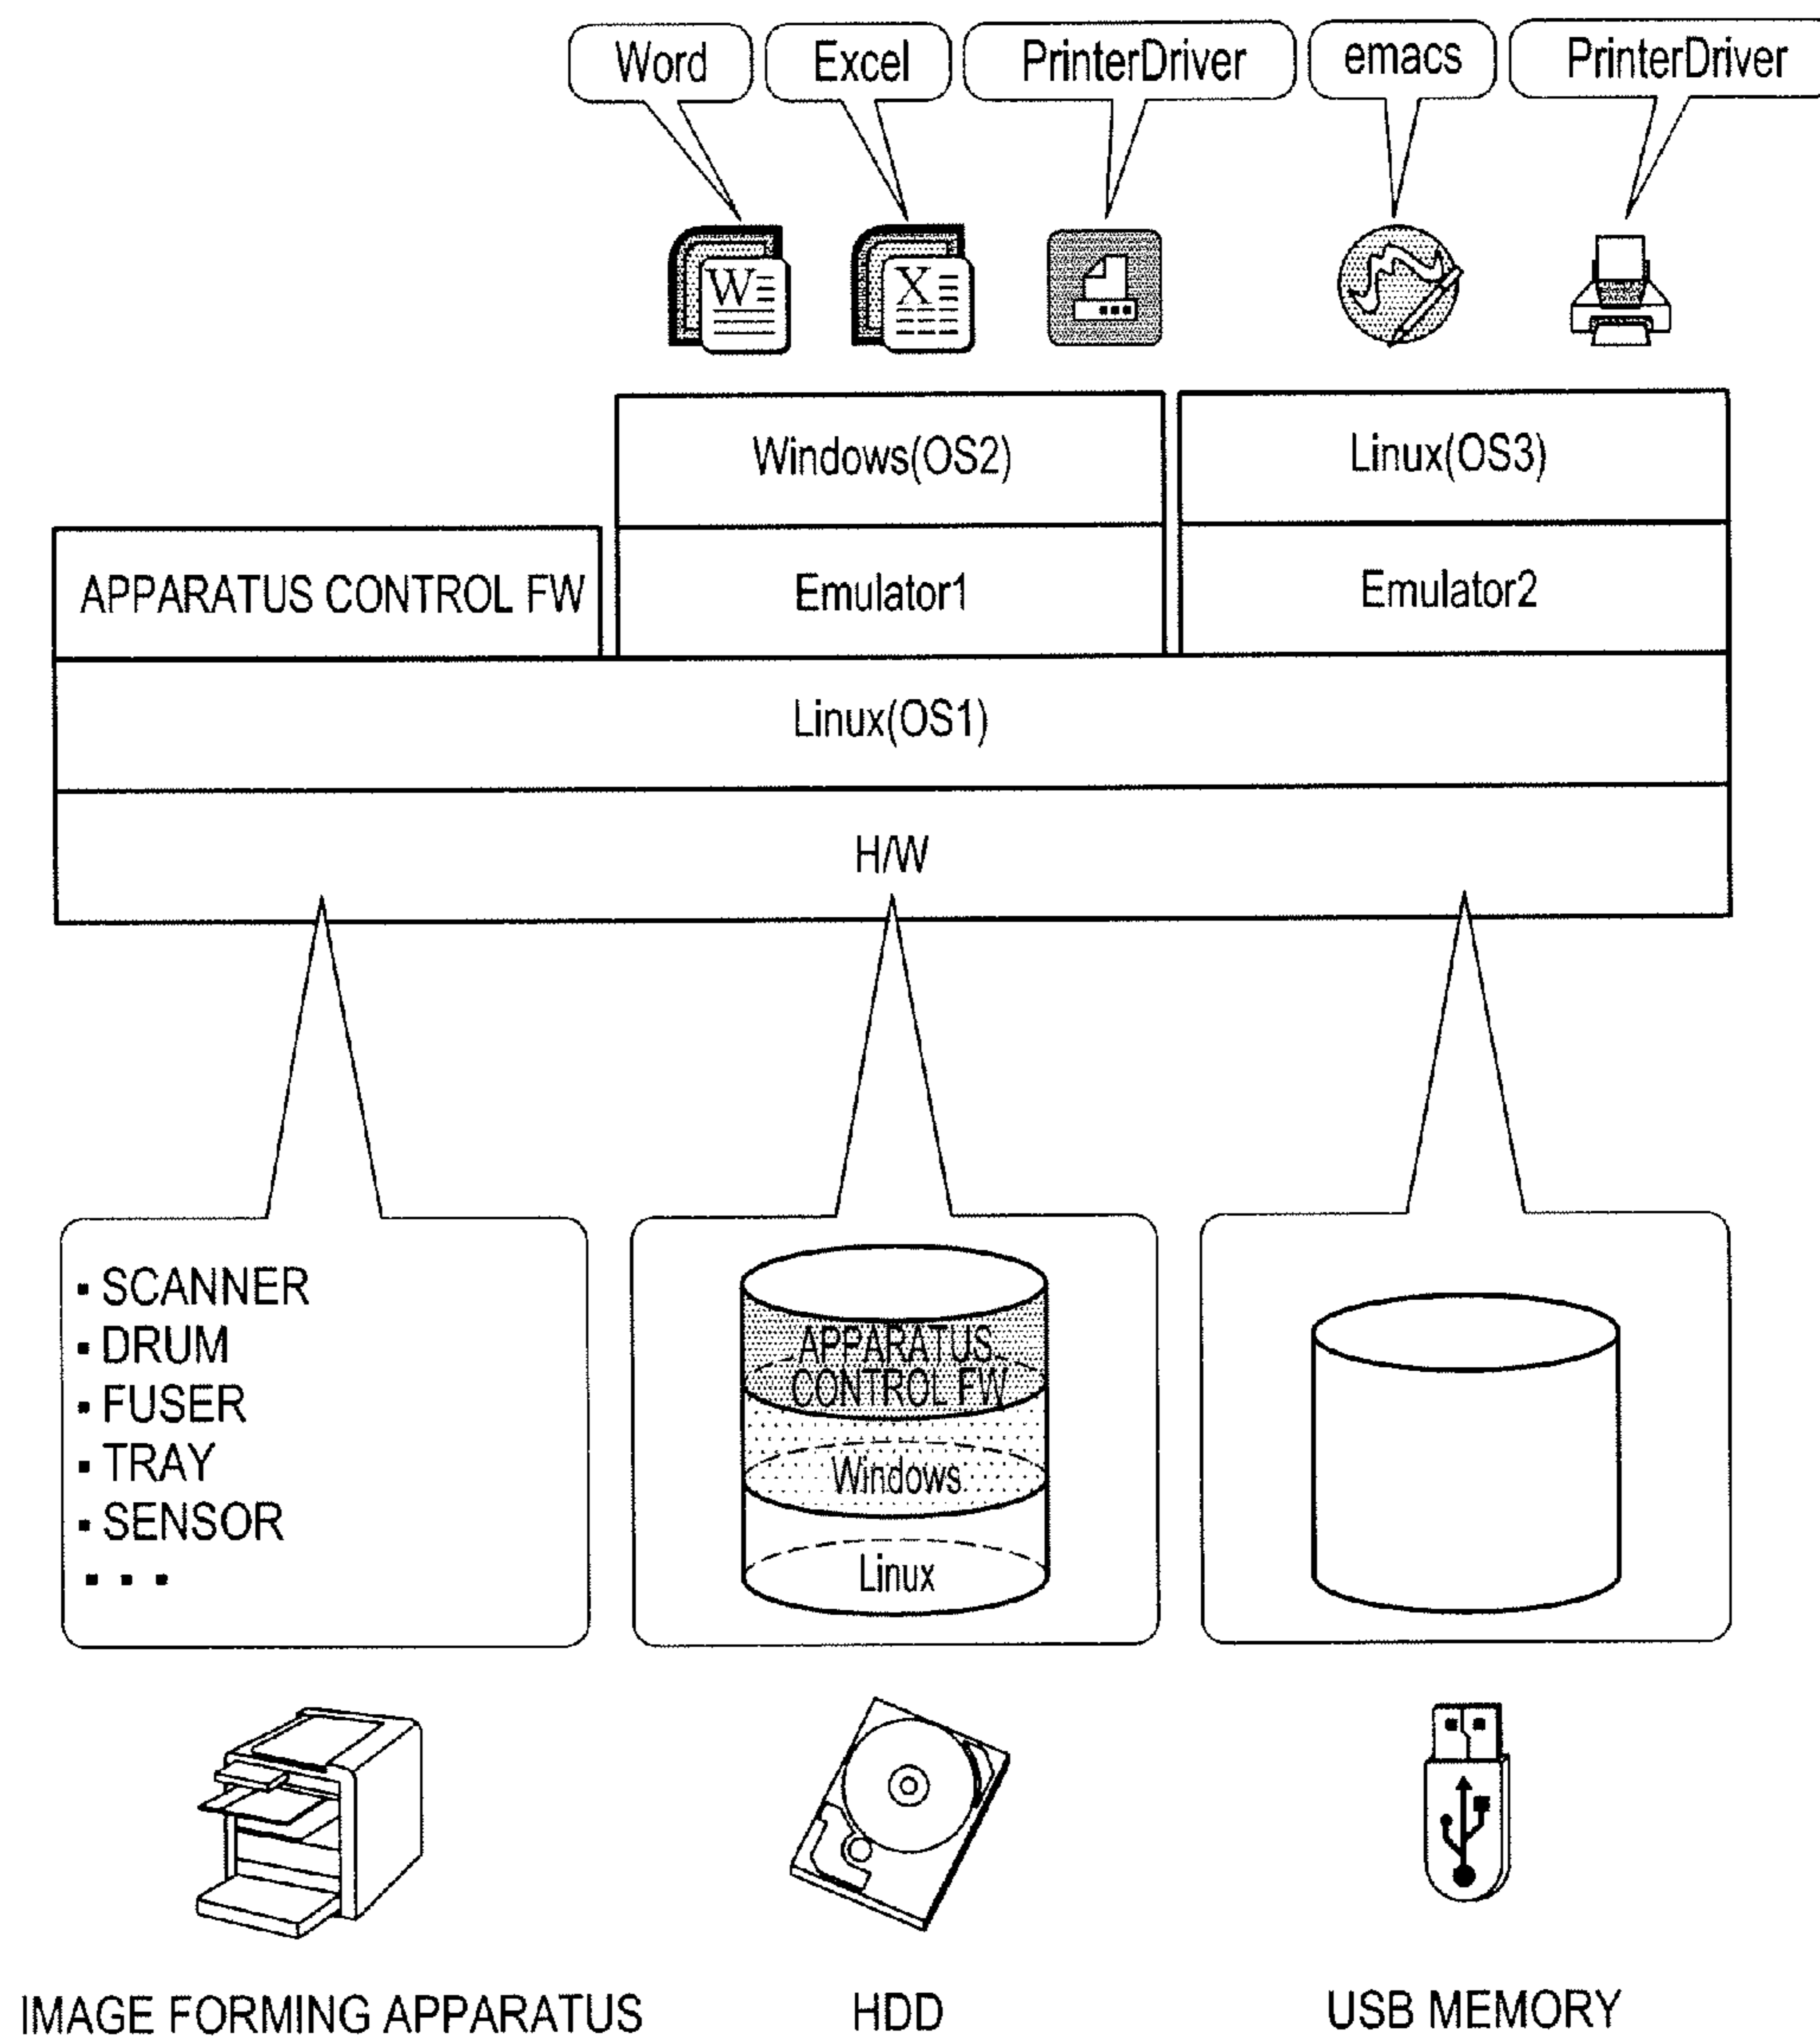 Word Excel PrinterDriver emacs PrinterDriver
W X
Windows(OS2) Linux(OS3)
APPARATUS CONTROL FW Emulator1 Emulator2
Linux(OS1)
H/W
▪ SCANNER
▪ DRUM
▪ FUSER
▪ TRAY
▪ SENSOR
▪ ▪ ▪
APPARATUS
CONTROL FW
Windows
Linux
IMAGE FORMING APPARATUS HDD USB MEMORY